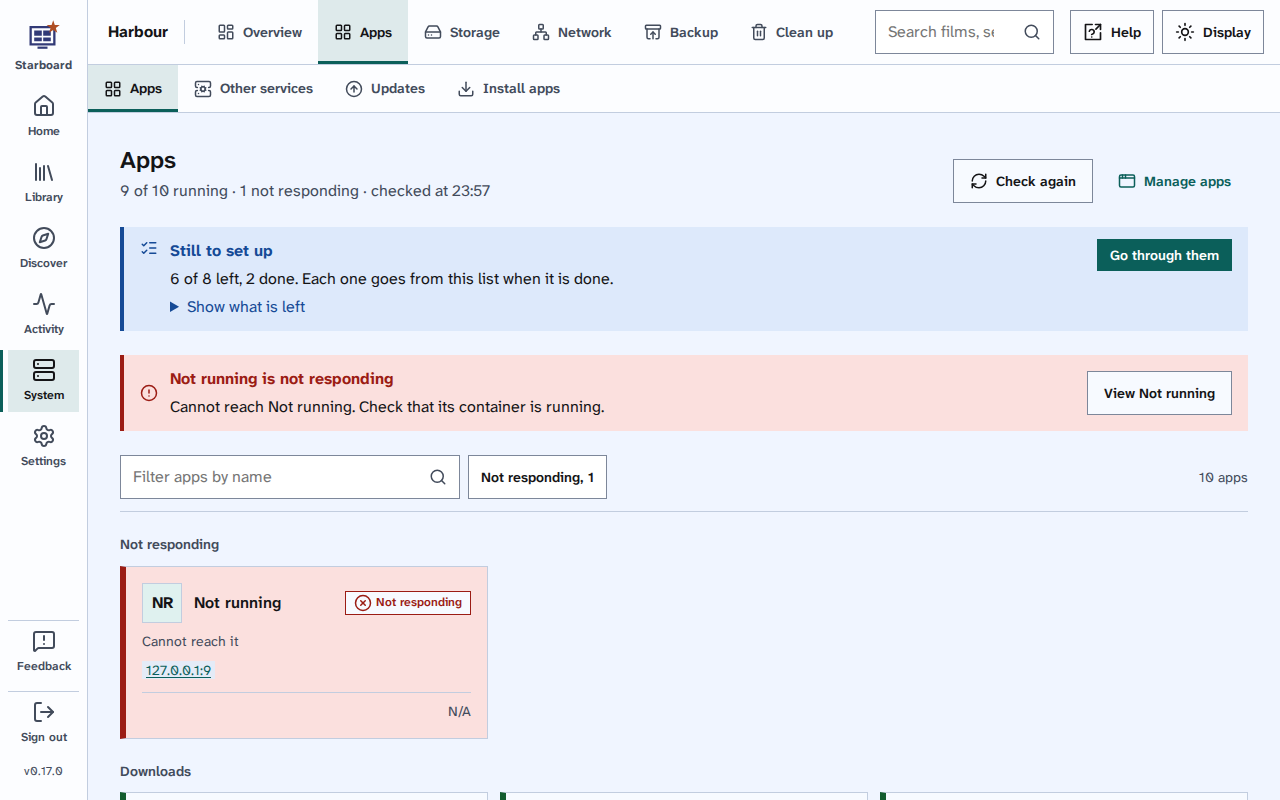 Starboard
Home
Library
Discover
Activity
System
Settings
Feedback
Sign out
v0.17.0
Harbour
Overview
Apps
Storage
Network
Backup
Clean up
Search films, se
Help
Display
Apps
Other services
Updates
Install apps
Apps
9 of 10 running · 1 not responding · checked at 23:57
Check again
Manage apps
Still to set up
6 of 8 left, 2 done. Each one goes from this list when it is done.
Show what is left
Go through them
Not running is not responding
Cannot reach Not running. Check that its container is running.
View Not running
Filter apps by name
Not responding, 1
10 apps
Not responding
NR
Not running
Not responding
Cannot reach it
127.0.0.1:9
N/A
Downloads